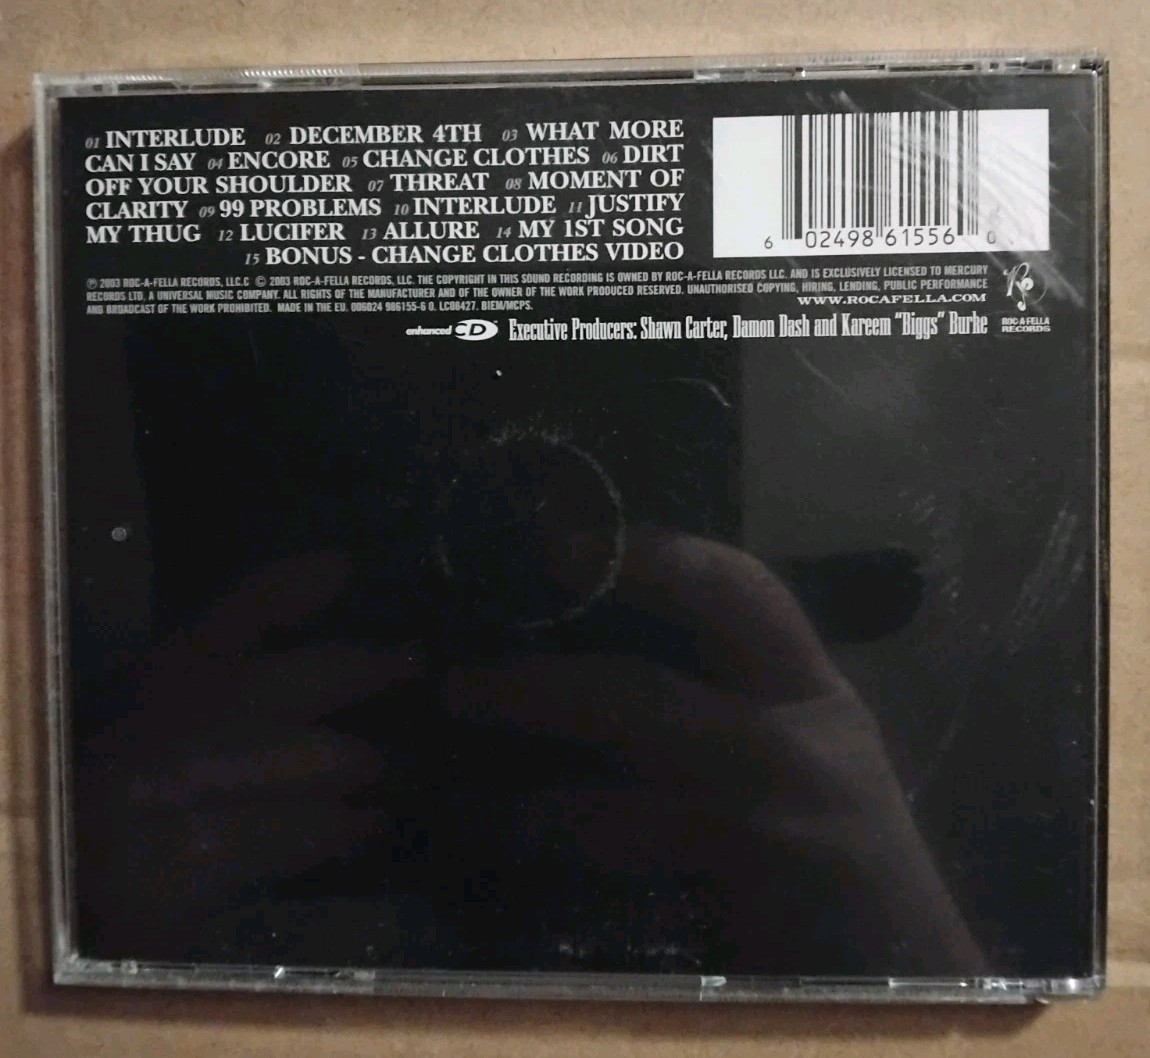 01 INTERLUDE 02 DECEMBER 4TH 03 WHAT MORE
CAN I SAY 04 ENCORE 05 CHANGE CLOTHES 06 DIRT
OFF YOUR SHOULDER 07 THREAT 08 MOMENT OF
CLARITY 09 99 PROBLEMS 10 INTERLUDE 11 JUSTIFY
MY THUG 12 LUCIFER 13 ALLURE 14 MY 1ST SONG
15 BONUS - CHANGE CLOTHES VIDEO
6 02498 61556 0
℗ 2003 ROC-A-FELLA RECORDS, LLC.C © 2003 ROC-A-FELLA RECORDS, LLC. THE COPYRIGHT IN THIS SOUND RECORDING IS OWNED BY ROC-A-FELLA RECORDS LLC. AND IS EXCLUSIVELY LICENSED TO MERCURY
RECORDS LTD, A UNIVERSAL MUSIC COMPANY. ALL RIGHTS OF THE MANUFACTURER AND OF THE OWNER OF THE WORK PRODUCED RESERVED. UNAUTHORISED COPYING, HIRING, LENDING, PUBLIC PERFORMANCE
AND BROADCAST OF THE WORK PROHIBITED. MADE IN THE EU. 006024 986155-6 0. LC06427. BIEM/MCPS.
WWW.ROCAFELLA.COM
enhanced CD Executive Producers: Shawn Carter, Damon Dash and Kareem "Biggs" Burke
ROC-A-FELLA
RECORDS